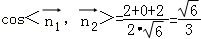 cos<n₁→, n₂→>=(2+0+2)/(2*√6)=√6/3